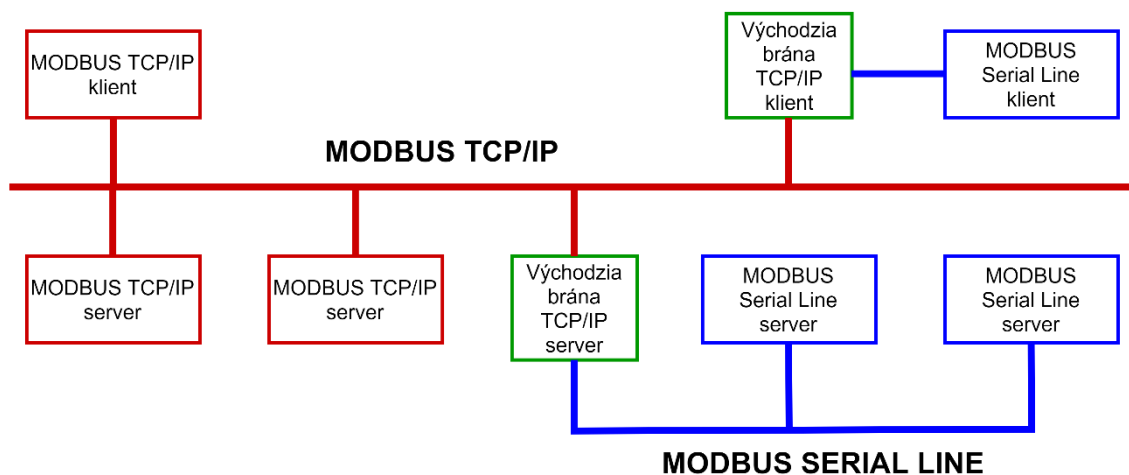 MODBUS TCP/IP
klient
Východzia
brána
TCP/IP
klient
MODBUS
Serial Line
klient
MODBUS TCP/IP
MODBUS TCP/IP
server
MODBUS TCP/IP
server
Východzia
brána
TCP/IP
server
MODBUS
Serial Line
server
MODBUS
Serial Line
server
MODBUS SERIAL LINE